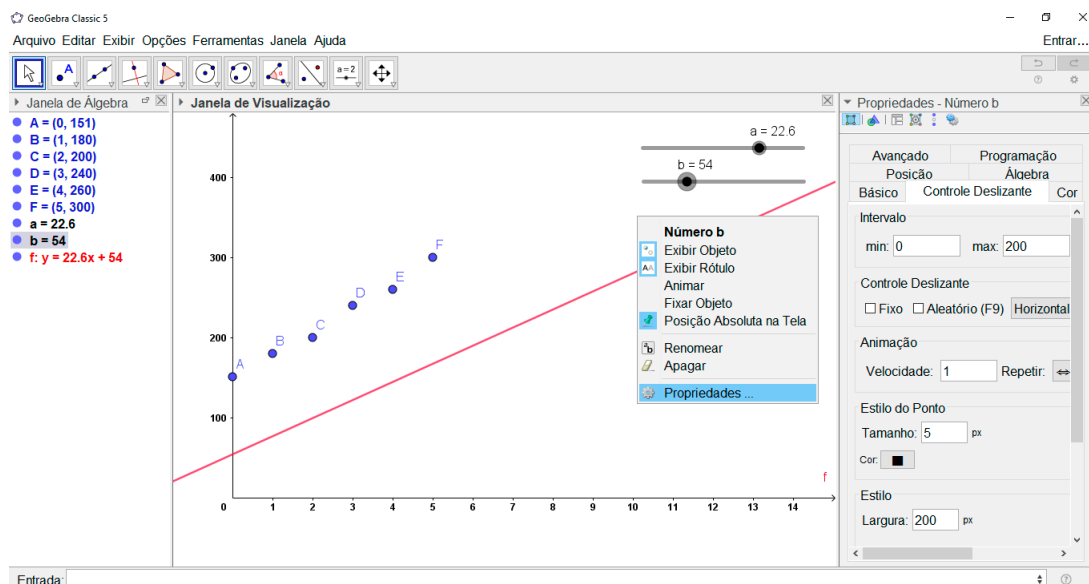 GeoGebra Classic 5
Arquivo Editar Exibir Opções Ferramentas Janela Ajuda
Entrar...
A
a=2
Janela de Álgebra
A = (0, 151)
B = (1, 180)
C = (2, 200)
D = (3, 240)
E = (4, 260)
F = (5, 300)
a = 22.6
b = 54
f: y = 22.6x + 54
Janela de Visualização
a = 22.6
b = 54
400
300
200
100
0 1 2 3 4 5 6 7 8 9 10 11 12 13 14
A
B
C
D
E
F
f
Número b
Exibir Objeto
AA Exibir Rótulo
Animar
Fixar Objeto
Posição Absoluta na Tela
ab Renomear
Apagar
Propriedades ...
Propriedades - Número b
Avançado Programação
Posição Álgebra
Básico Controle Deslizante Cor
Intervalo
min: 0 max: 200
Controle Deslizante
Fixo Aleatório (F9) Horizontal
Animação
Velocidade: 1 Repetir:
Estilo do Ponto
Tamanho: 5 px
Cor:
Estilo
Largura: 200 px
Entrada: